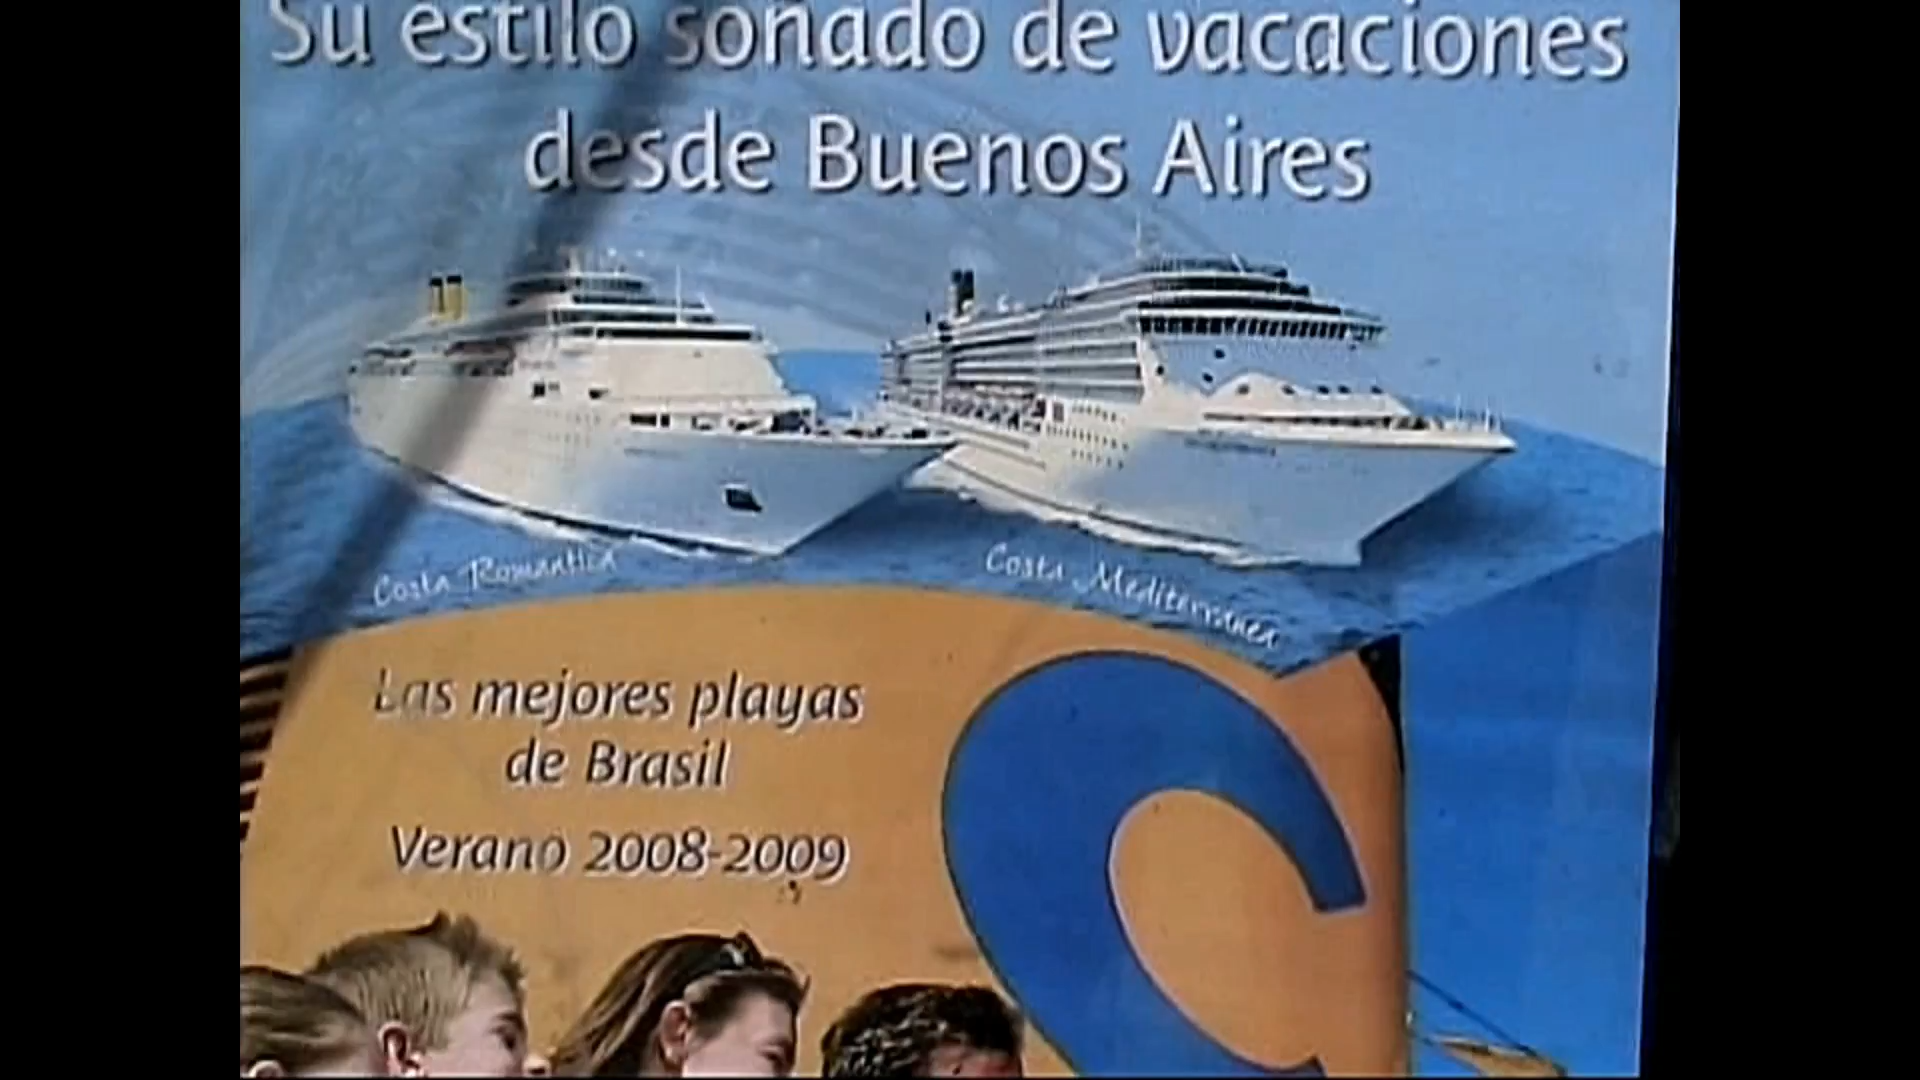 Su estilo soñado de vacaciones
desde Buenos Aires
Costa Romantica
Costa Mediterranea
Las mejores playas
de Brasil
Verano 2008-2009